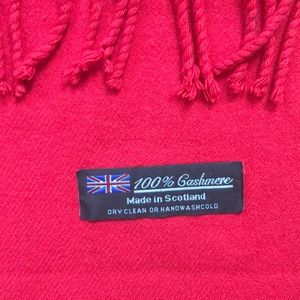 100% Cashmere
Made in Scotland
DRY CLEAN OR HANDWASHCOLD